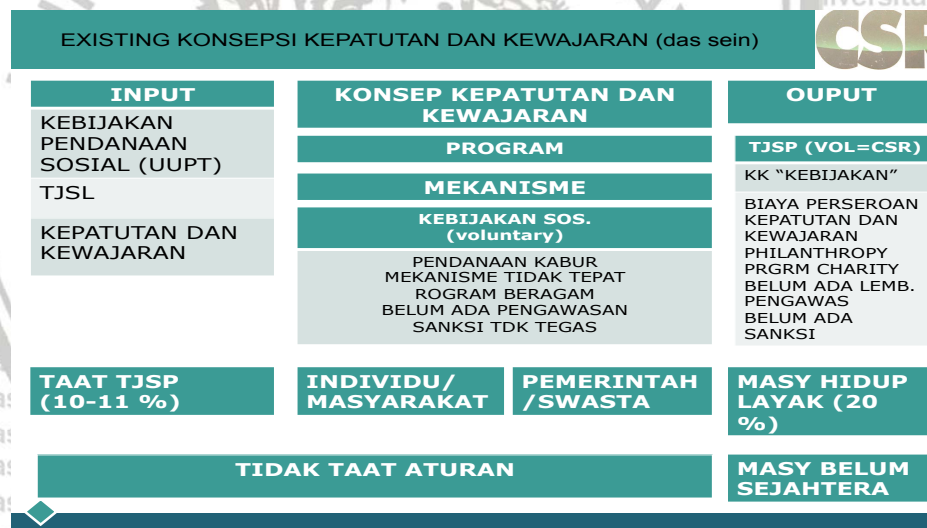 EXISTING KONSEPSI KEPATUTAN DAN KEWAJARAN (das sein)
CSR
INPUT
KEBIJAKAN
PENDANAAN
SOSIAL (UUPT)
TJSL
KEPATUTAN DAN
KEWAJARAN
KONSEP KEPATUTAN DAN
KEWAJARAN
PROGRAM
MEKANISME
KEBIJAKAN SOS.
(voluntary)
PENDANAAN KABUR
MEKANISME TIDAK TEPAT
ROGRAM BERAGAM
BELUM ADA PENGAWASAN
SANKSI TDK TEGAS
OUPUT
TJSP (VOL=CSR)
KK “KEBIJAKAN”
BIAYA PERSEROAN
KEPATUTAN DAN
KEWAJARAN
PHILANTHROPY
PRGRM CHARITY
BELUM ADA LEMB.
PENGAWAS
BELUM ADA
SANKSI
TAAT TJSP
(10-11 %)
INDIVIDU/
MASYARAKAT
PEMERINTAH
/SWASTA
MASY HIDUP
LAYAK (20
%)
TIDAK TAAT ATURAN
MASY BELUM
SEJAHTERA